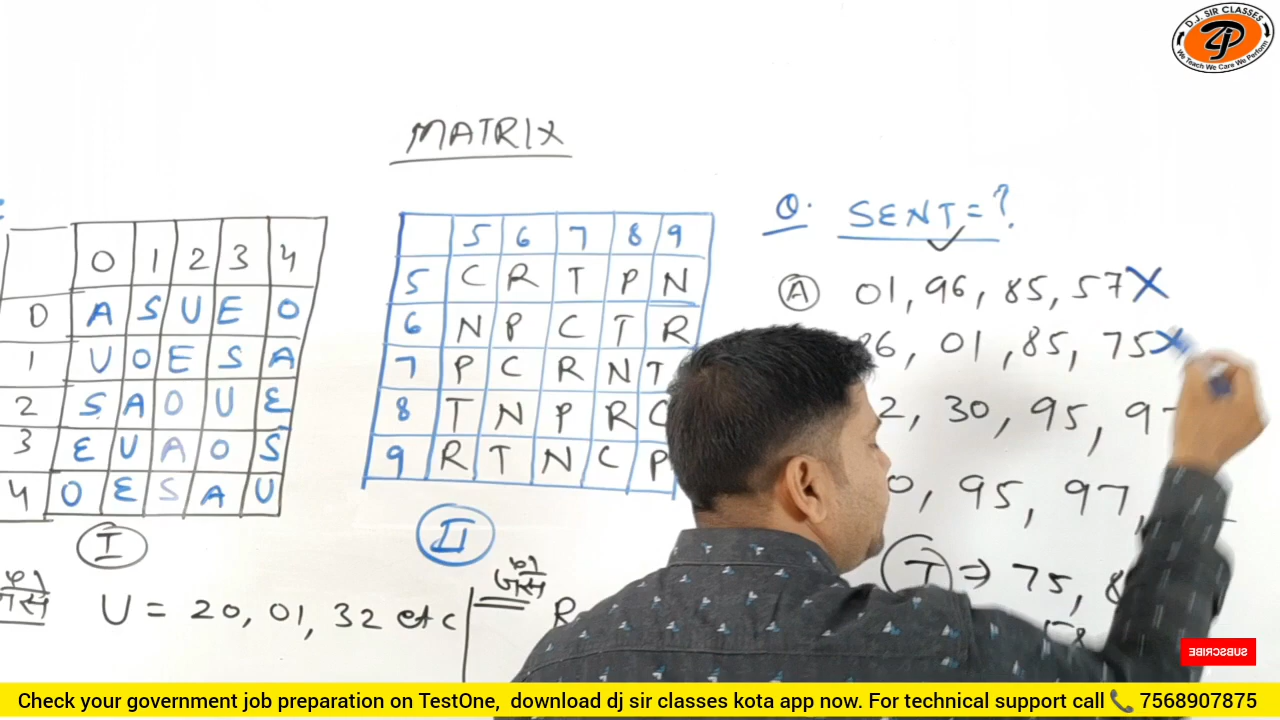 D.J. SIR CLASSES
We Teach We Care We Perform
MATRIX
0 1 2 3 4
0 A S U E O
1 U O E S A
2 S A O U E
3 E U A O S
4 O E S A U
I
5 6 7 8 9
5 C R T P N
6 N P C T R
7 P C R N T
8 T N P R C
9 R T N C P
II
U = 20, 01, 32 etc
R
Q. SENT = ?
A 01, 96, 85, 57 X
01, 85, 75 X
30, 95,
95, 97,
T ⇒ 75,
SUBSCRIBE
Check your government job preparation on TestOne, download dj sir classes kota app now. For technical support call 📞 7568907875